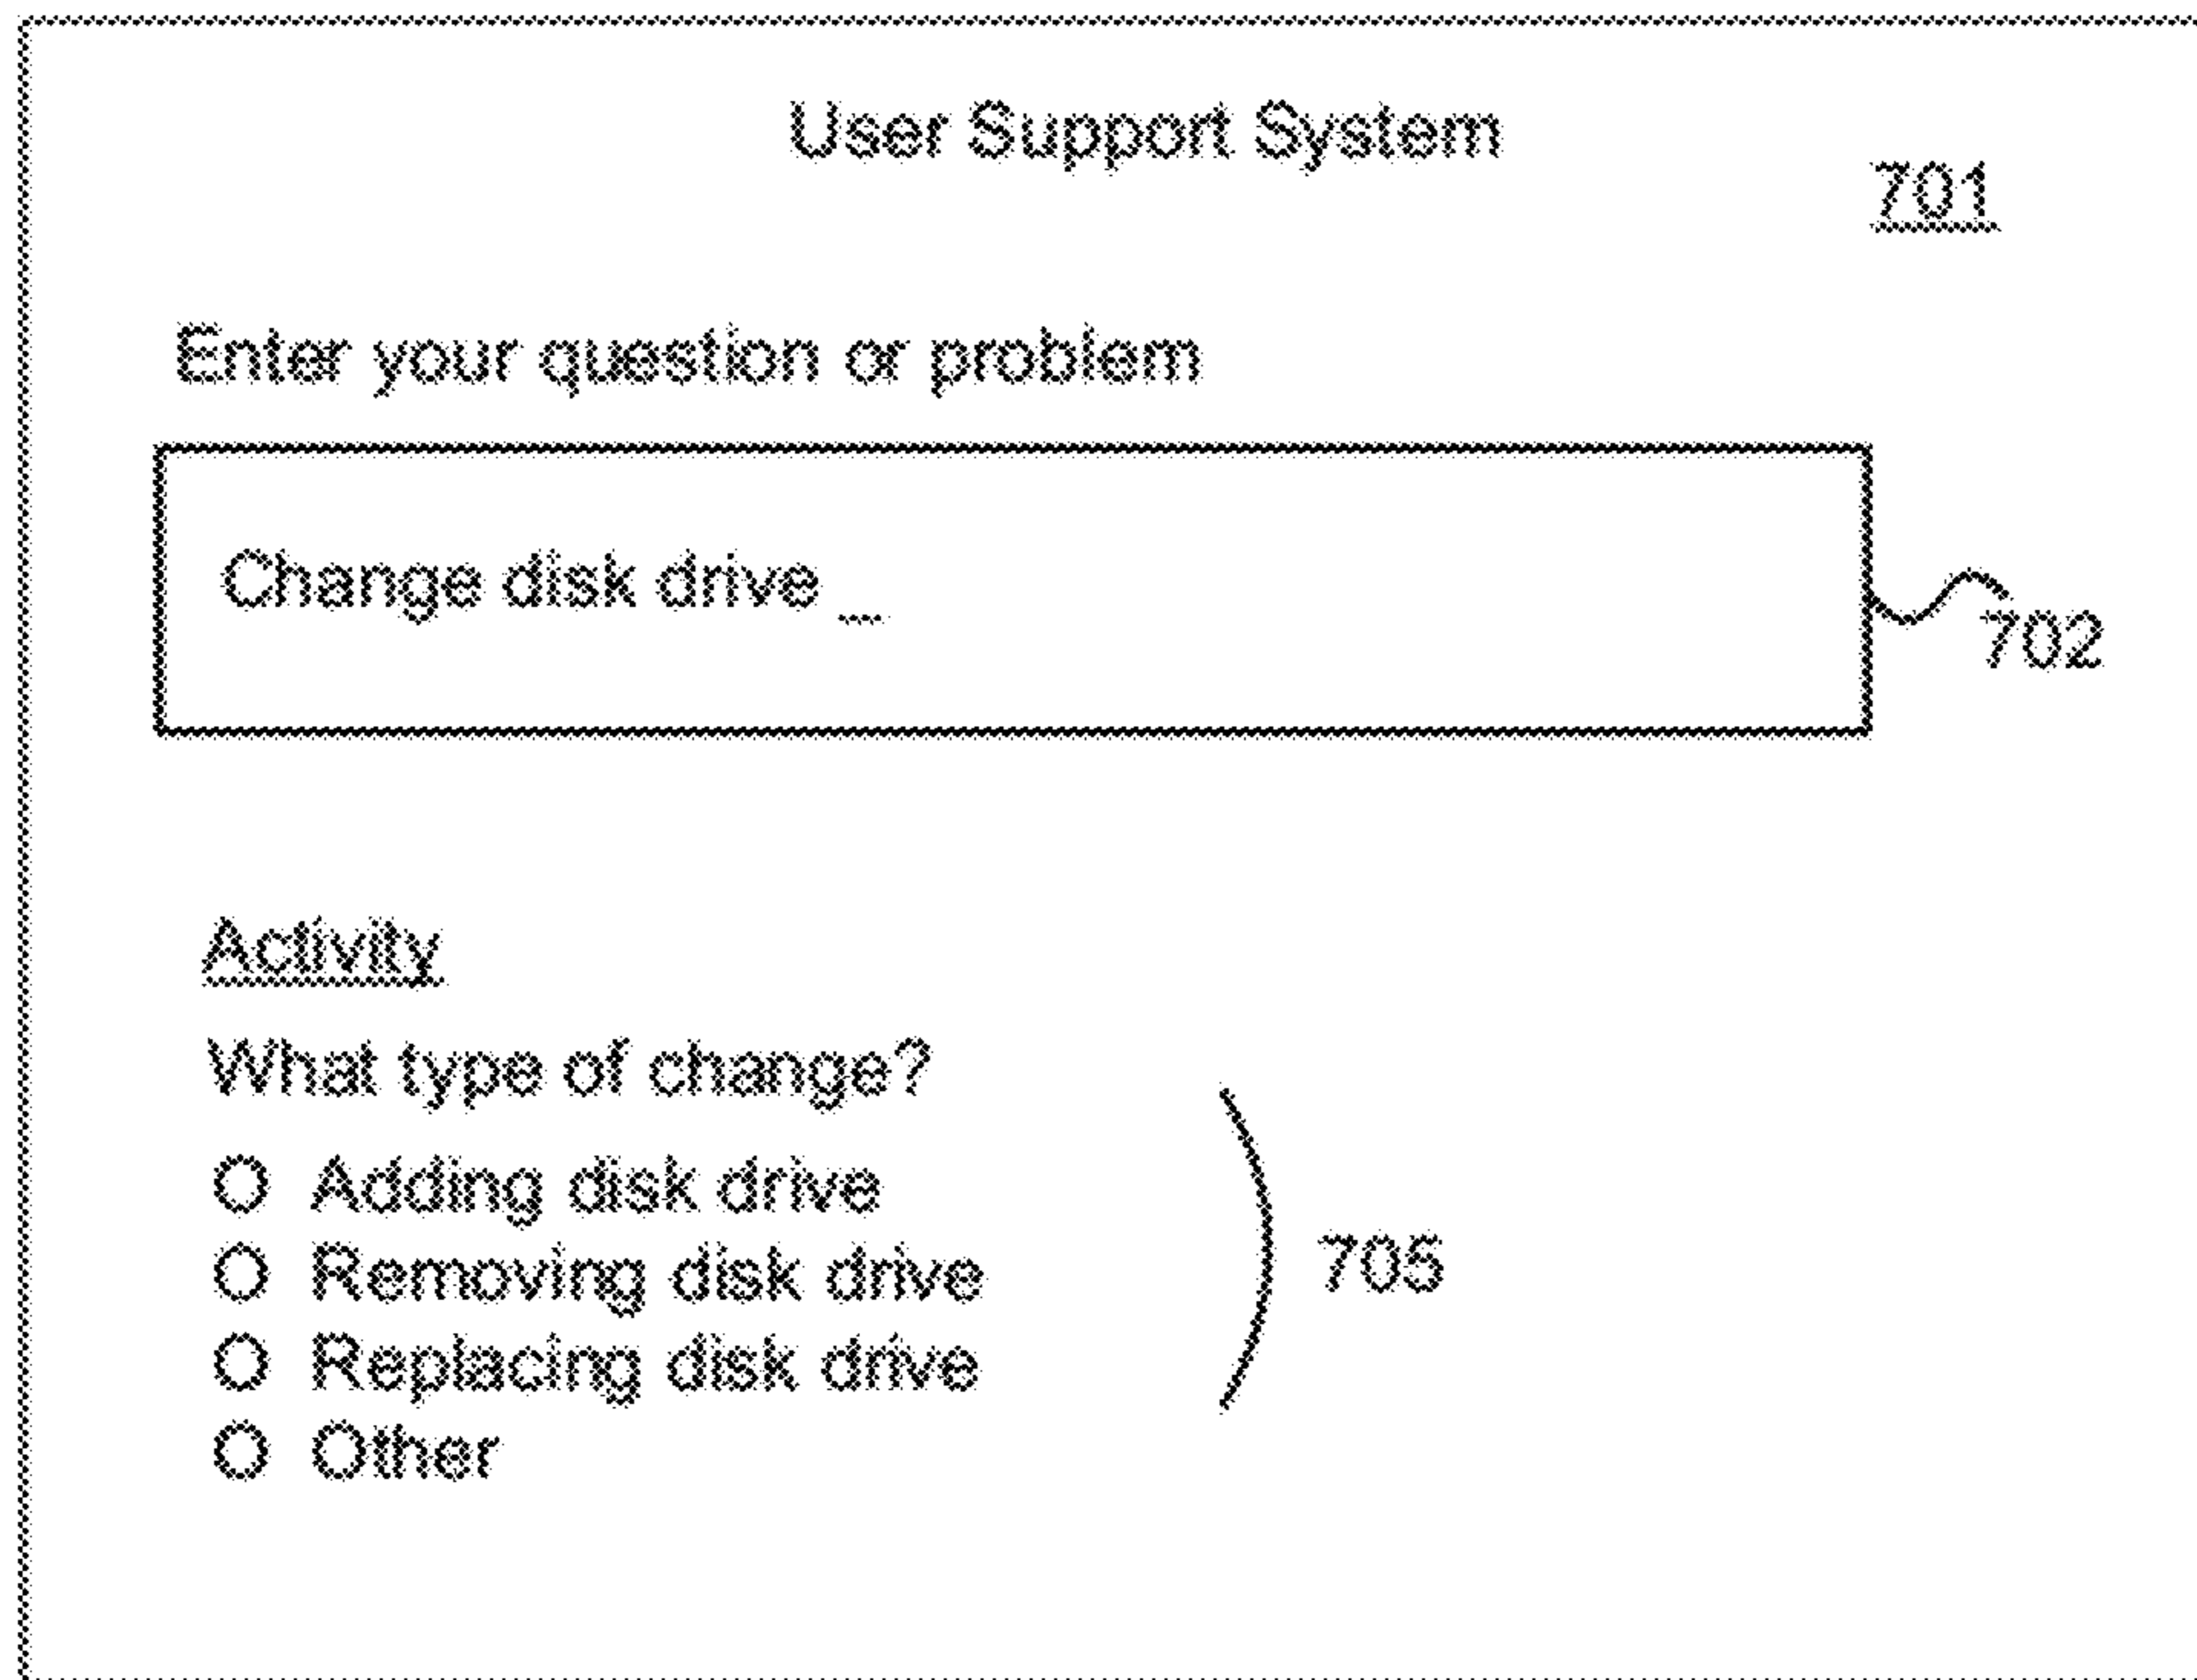 User Support System
701
Enter your question or problem
Change disk drive _
702
Activity
What type of change?
O Adding disk drive
O Removing disk drive
705
O Replacing disk drive
O Other